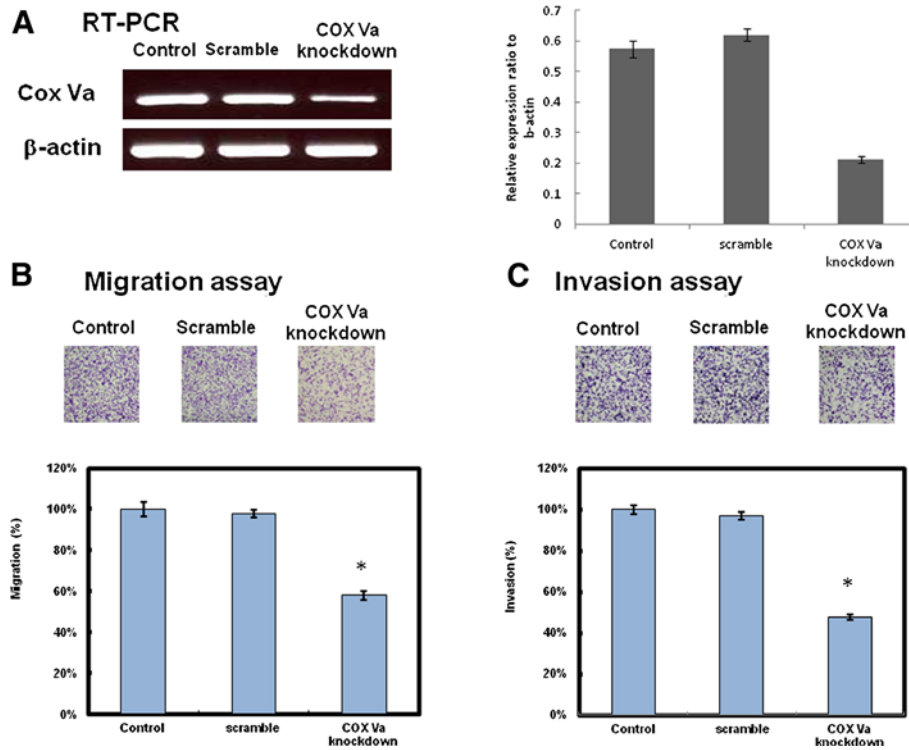 A RT-PCR
Control Scramble COX Va
knockdown
Cox Va
β-actin
Relative expression ratio to
b-actin
0.7
0.6
0.5
0.4
0.3
0.2
0.1
0
Control scramble COX Va
knockdown
B Migration assay
Control Scramble COX Va
knockdown
Migration (%)
120%
100%
80%
60%
40%
20%
0%
*
Control scramble COX Va
knockdown
C Invasion assay
Control Scramble COX Va
knockdown
Invasion (%)
120%
100%
80%
60%
40%
20%
0%
*
Control scramble COX Va
knockdown